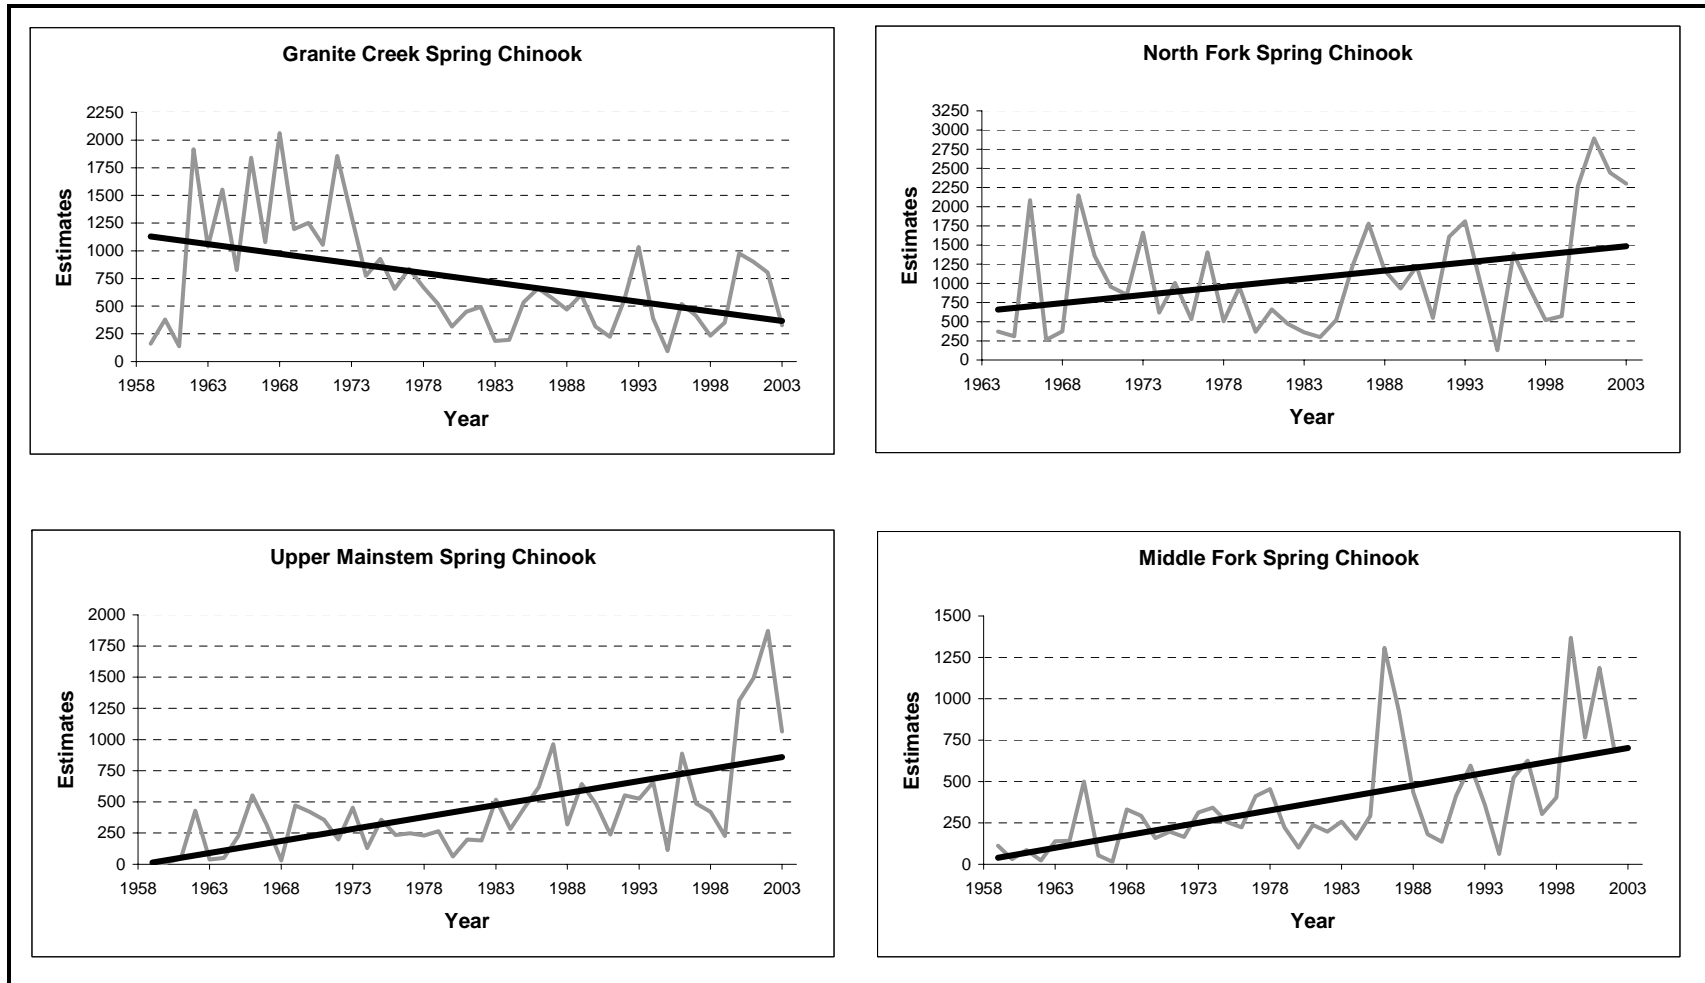 Granite Creek Spring Chinook
Estimates
2250
2000
1750
1500
1250
1000
750
500
250
0
1958 1963 1968 1973 1978 1983 1988 1993 1998 2003
Year
North Fork Spring Chinook
Estimates
3250
3000
2750
2500
2250
2000
1750
1500
1250
1000
750
500
250
0
1963 1968 1973 1978 1983 1988 1993 1998 2003
Year
Upper Mainstem Spring Chinook
Estimates
2000
1750
1500
1250
1000
750
500
250
0
1958 1963 1968 1973 1978 1983 1988 1993 1998 2003
Year
Middle Fork Spring Chinook
Estimates
1500
1250
1000
750
500
250
0
1958 1963 1968 1973 1978 1983 1988 1993 1998 2003
Year